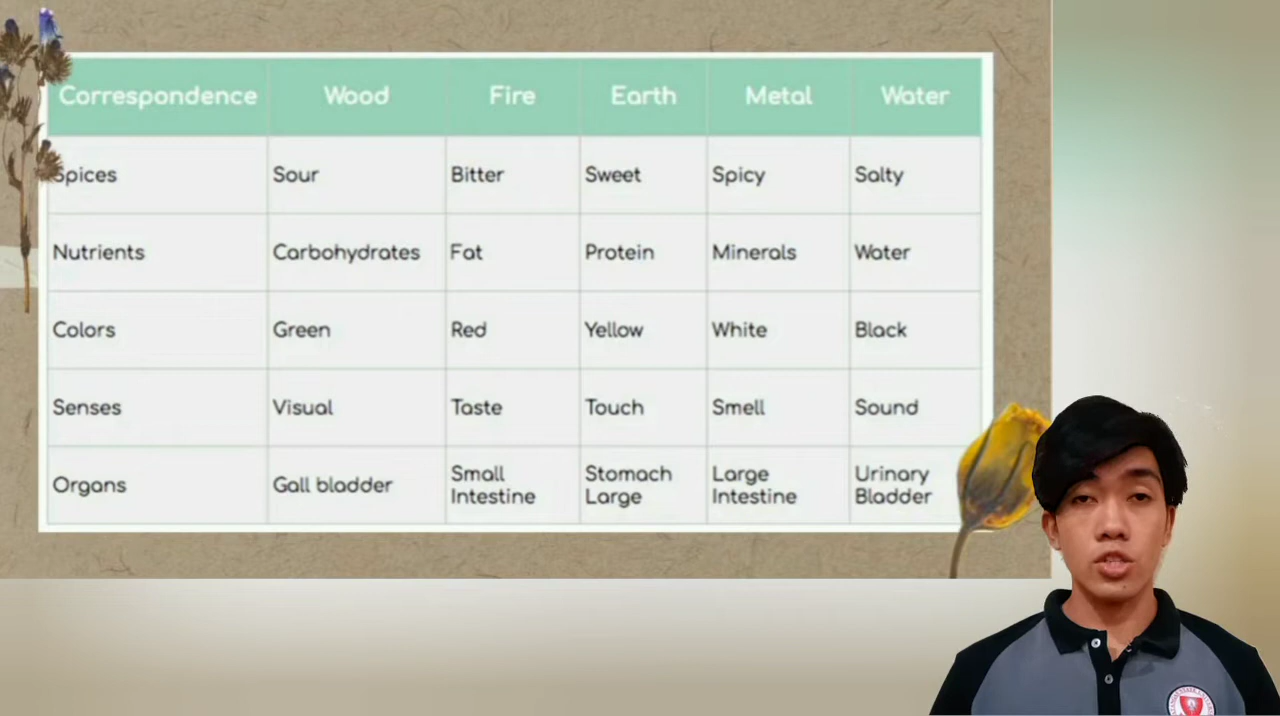 Correspondence Wood Fire Earth Metal Water
Spices Sour Bitter Sweet Spicy Salty
Nutrients Carbohydrates Fat Protein Minerals Water
Colors Green Red Yellow White Black
Senses Visual Taste Touch Smell Sound
Organs Gall bladder Small Intestine Stomach Large Large Intestine Urinary Bladder